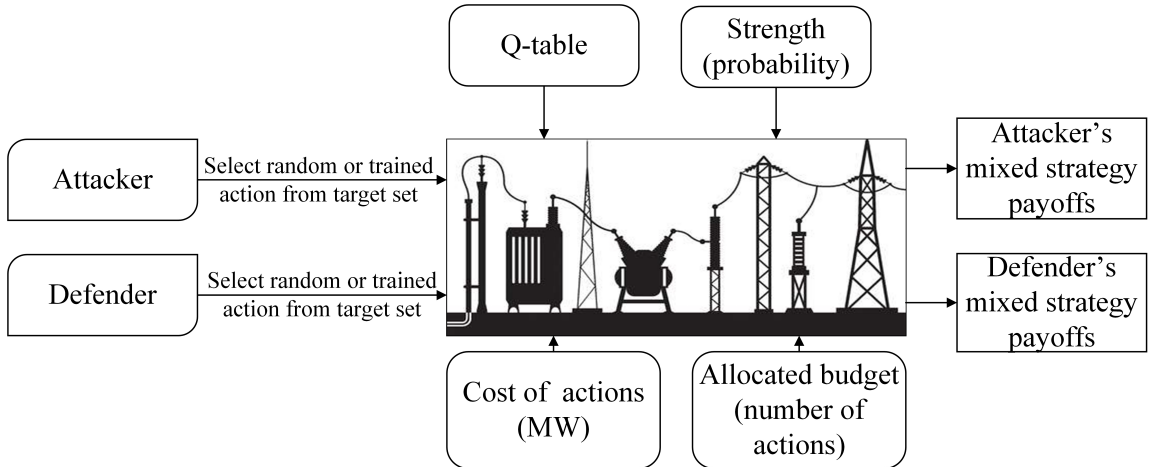 Q-table
Strength
(probability)
Attacker
Select random or trained
action from target set
Attacker’s
mixed strategy
payoffs
Defender
Select random or trained
action from target set
Defender’s
mixed strategy
payoffs
Cost of actions
(MW)
Allocated budget
(number of
actions)